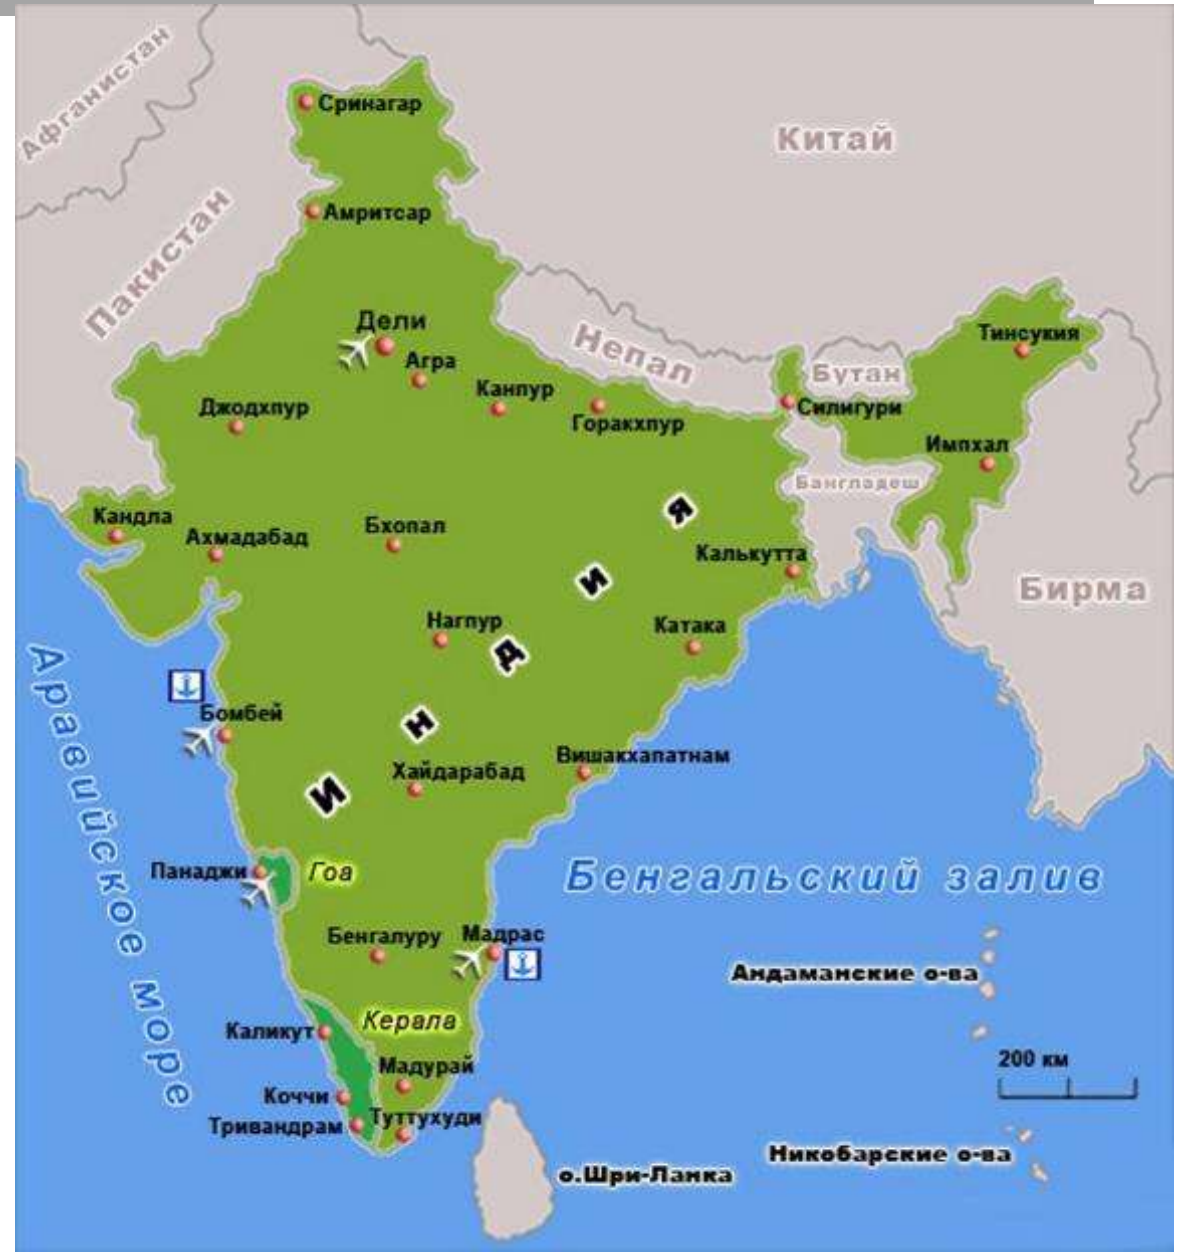 Афганистан
Сринагар
Китай
Пакистан
Амритсар
Дели
Непал
Тинсукия
Агра
Бутан
Канпур
Джодхпур
Силигури
Горакхпур
Импхал
Бангладеш
Кандла
Ахмадабад
Бхопал
Калькутта
Бирма
Нагпур
Катака
ИНДИЯ
Аравийское море
Бомбей
Вишакхапатнам
Хайдарабад
Панаджи
Гоа
Бенгальский залив
Бенгалуру
Мадрас
Андаманские о-ва
Керала
Каликут
200 км
Мадурай
Коччи
Туттухуди
Тривандрам
Никобарские о-ва
о.Шри-Ланка